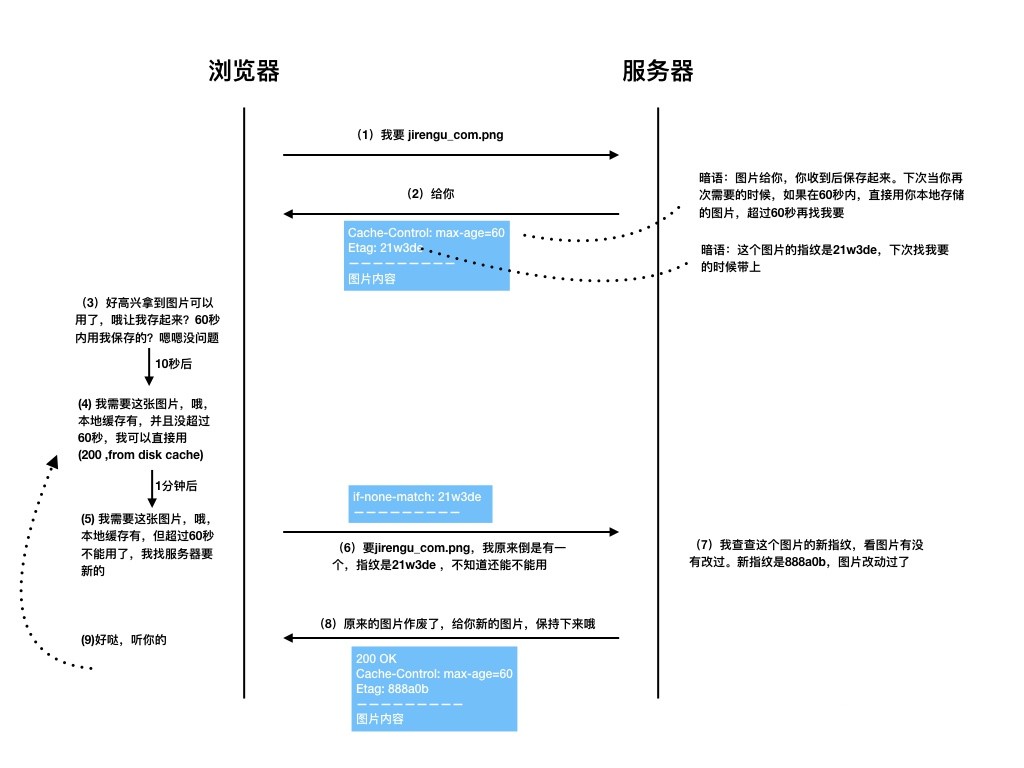 浏览器
服务器
（1）我要 jirengu_com.png
（2）给你
Cache-Control: max-age=60
Etag: 21w3de
—————————
图片内容
暗语：图片给你，你收到后保存起来。下次当你再
次需要的时候，如果在60秒内，直接用你本地存储
的图片，超过60秒再找我要
暗语：这个图片的指纹是21w3de，下次找我要
的时候带上
（3）好高兴拿到图片可以
用了，哦让我存起来？60秒
内用我保存的？嗯嗯没问题
10秒后
(4) 我需要这张图片，哦，
本地缓存有，并且没超过
60秒，我可以直接用
(200 ,from disk cache)
1分钟后
(5) 我需要这张图片，哦，
本地缓存有，但超过60秒
不能用了，我找服务器要
新的
if-none-match: 21w3de
—————————
（6）要jirengu_com.png，我原来倒是有一
个，指纹是21w3de ，不知道还能不能用
（7）我查查这个图片的新指纹，看图片有没
有改过。新指纹是888a0b，图片改动过了
（8）原来的图片作废了，给你新的图片，保持下来哦
200 OK
Cache-Control: max-age=60
Etag: 888a0b
—————————
图片内容
(9)好哒，听你的